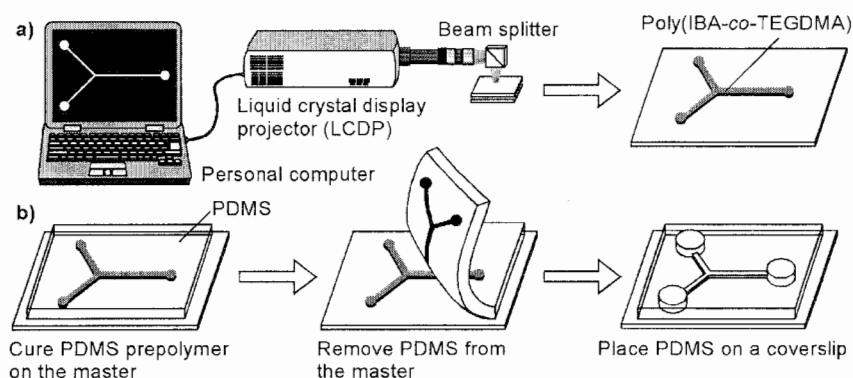 a)
Beam splitter
Poly(IBA-co-TEGDMA)
Liquid crystal display
projector (LCDP)
Personal computer
b)
PDMS
Cure PDMS prepolymer
on the master
Remove PDMS from
the master
Place PDMS on a coverslip